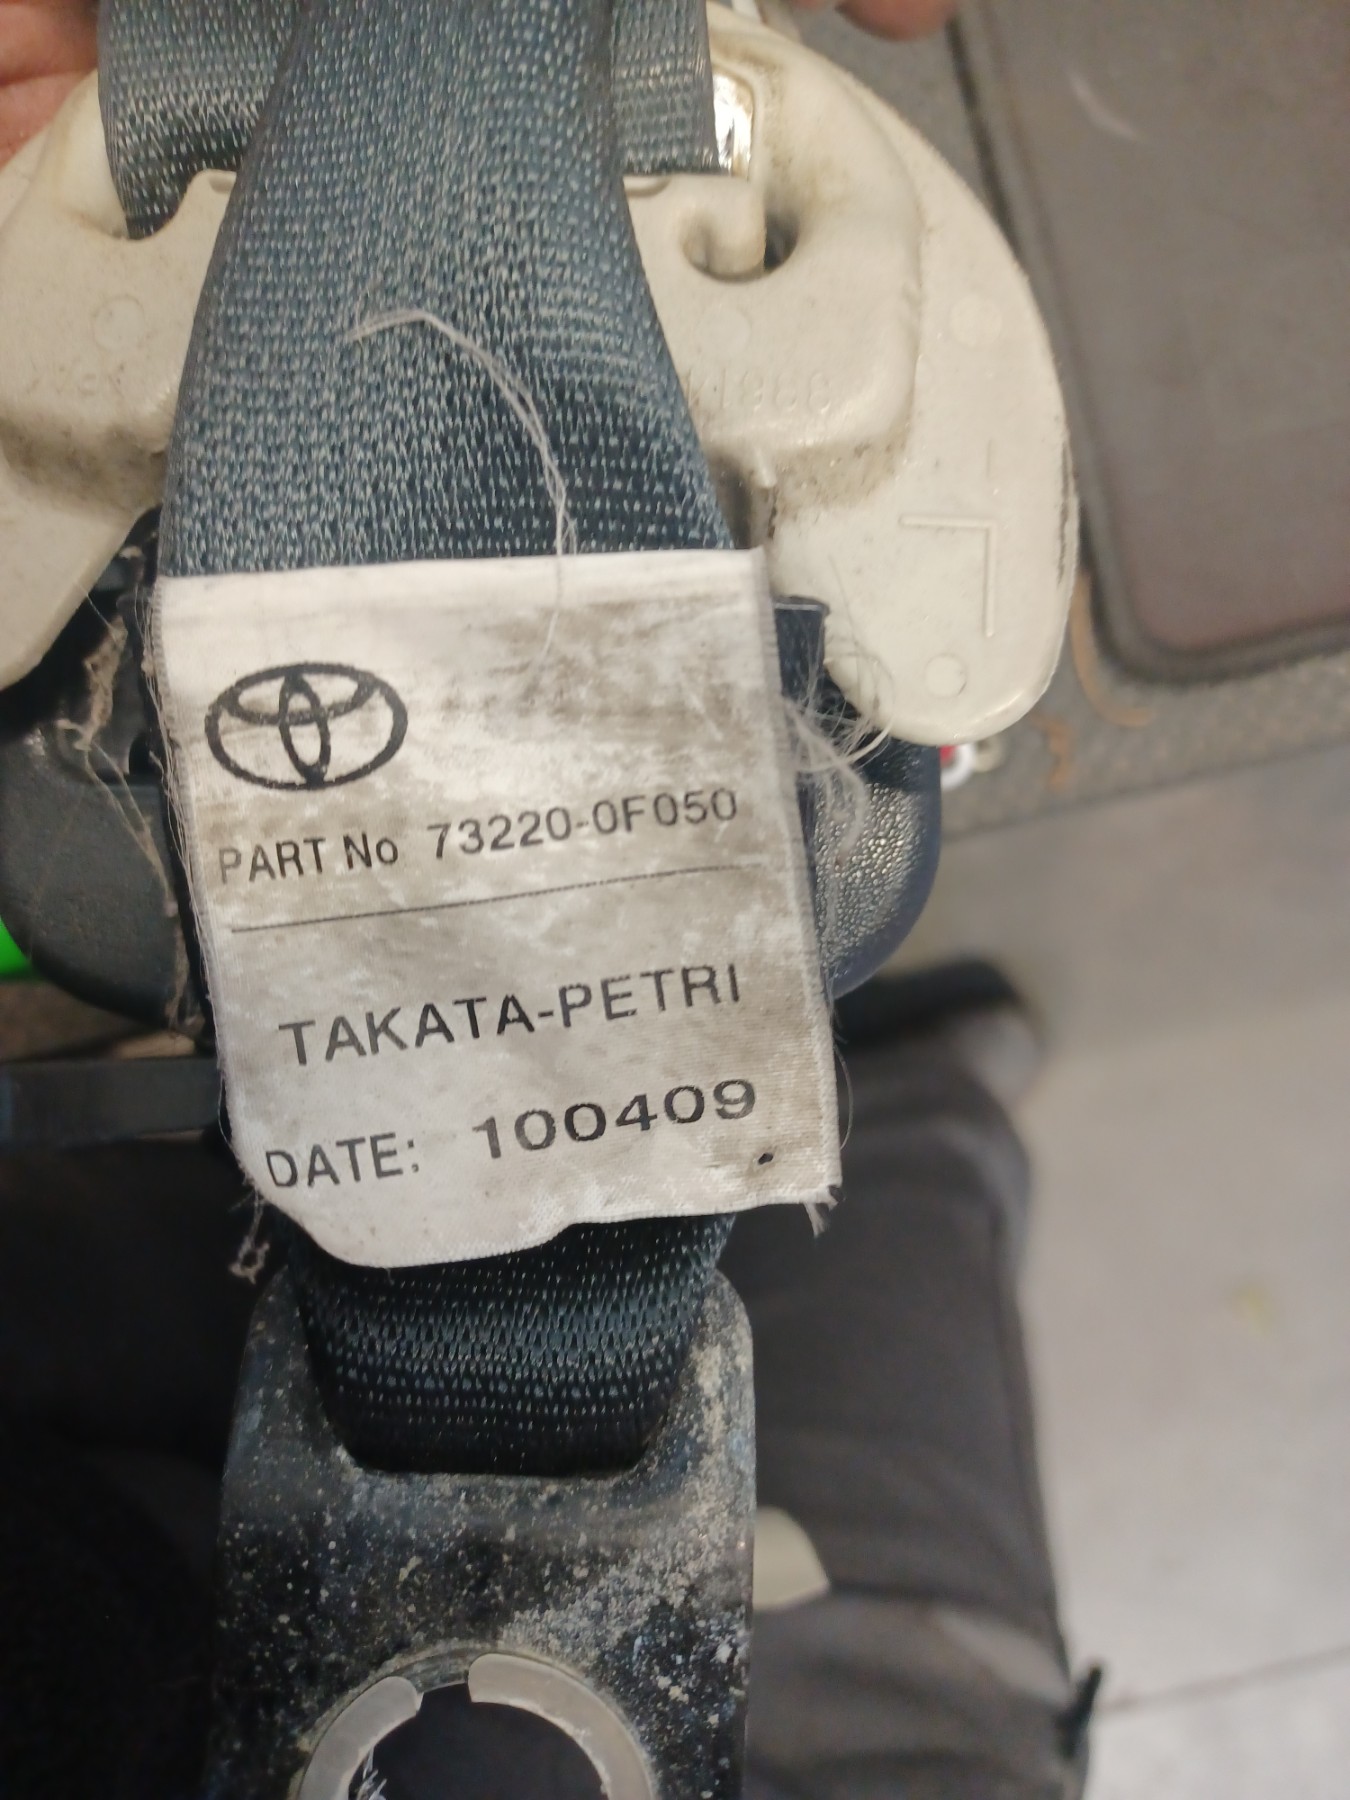 PART No 73220-0F050
TAKATA-PETRI
DATE: 100409